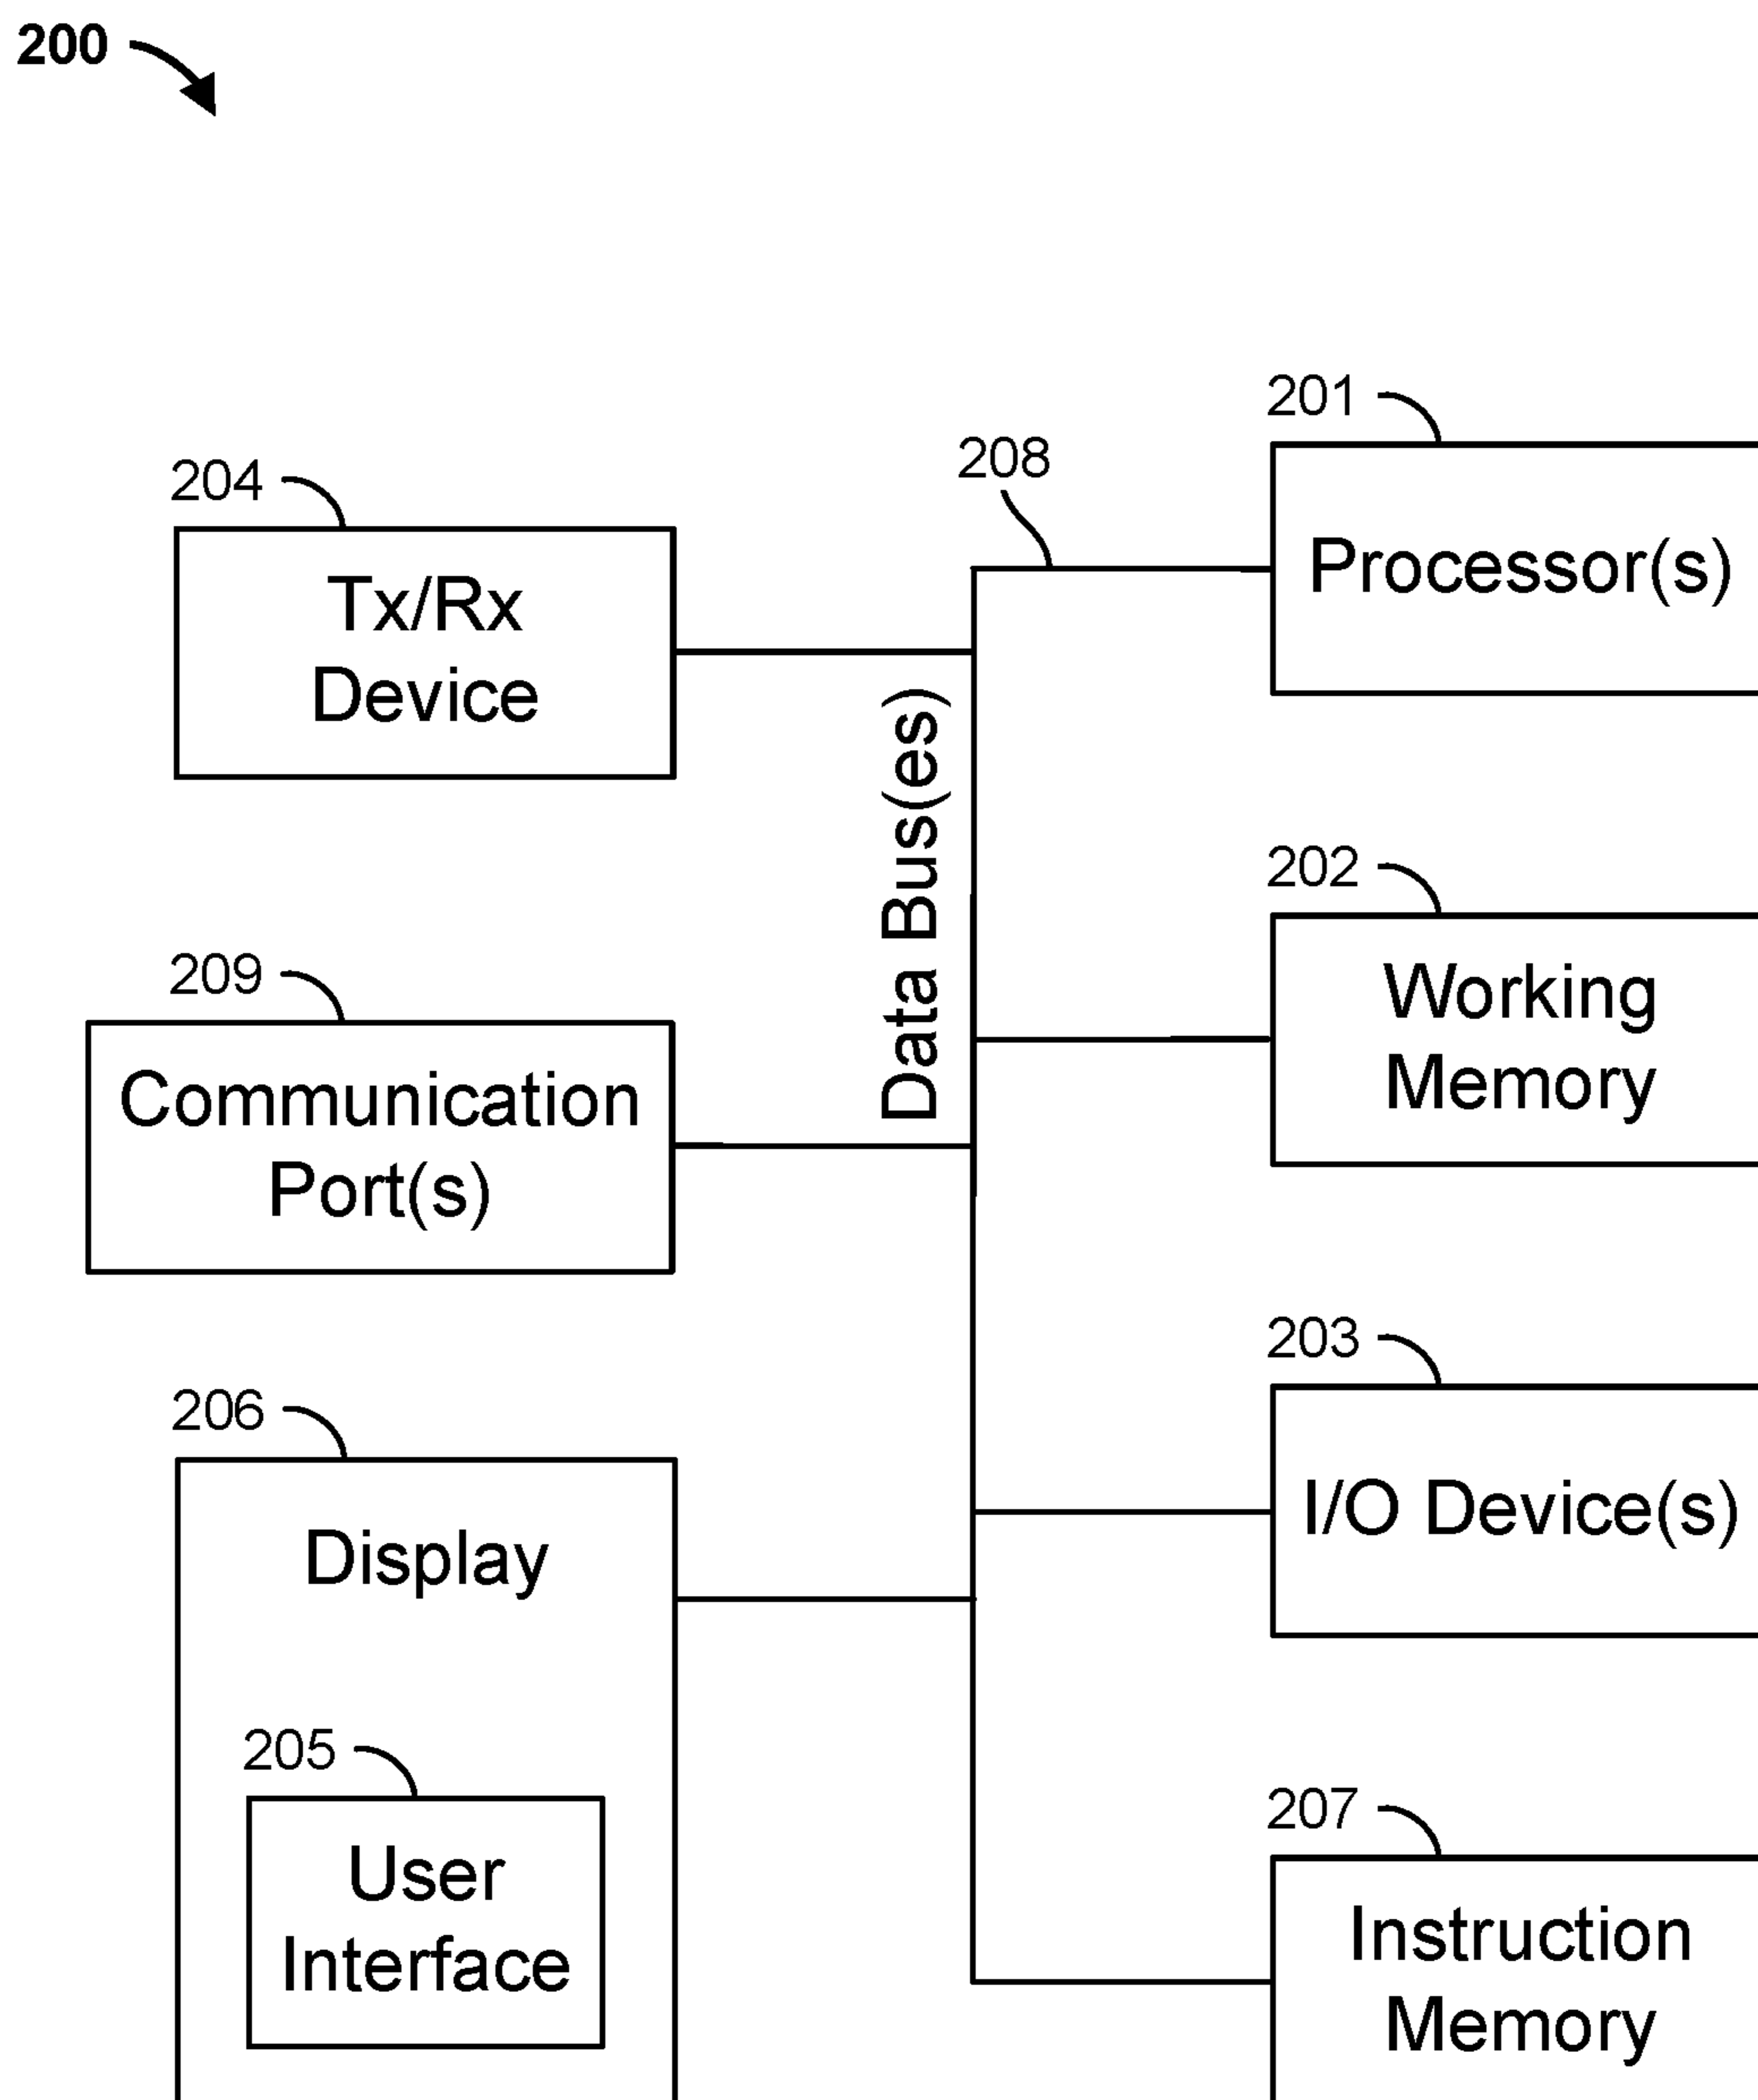 200
204
Tx/Rx
Device
209
Communication
Port(s)
206
Display
205
User
Interface
208
Data Bus(es)
201
Processor(s)
202
Working
Memory
203
I/O Device(s)
207
Instruction
Memory